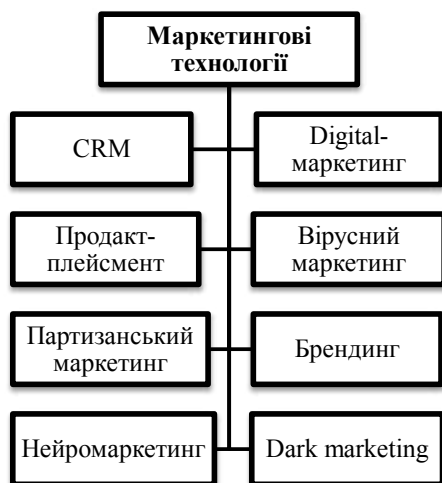 Маркетингові
технології
CRM
Digital-
маркетинг
Продакт-
плейсмент
Вірусний
маркетинг
Партизанський
маркетинг
Брендинг
Нейромаркетинг
Dark marketing